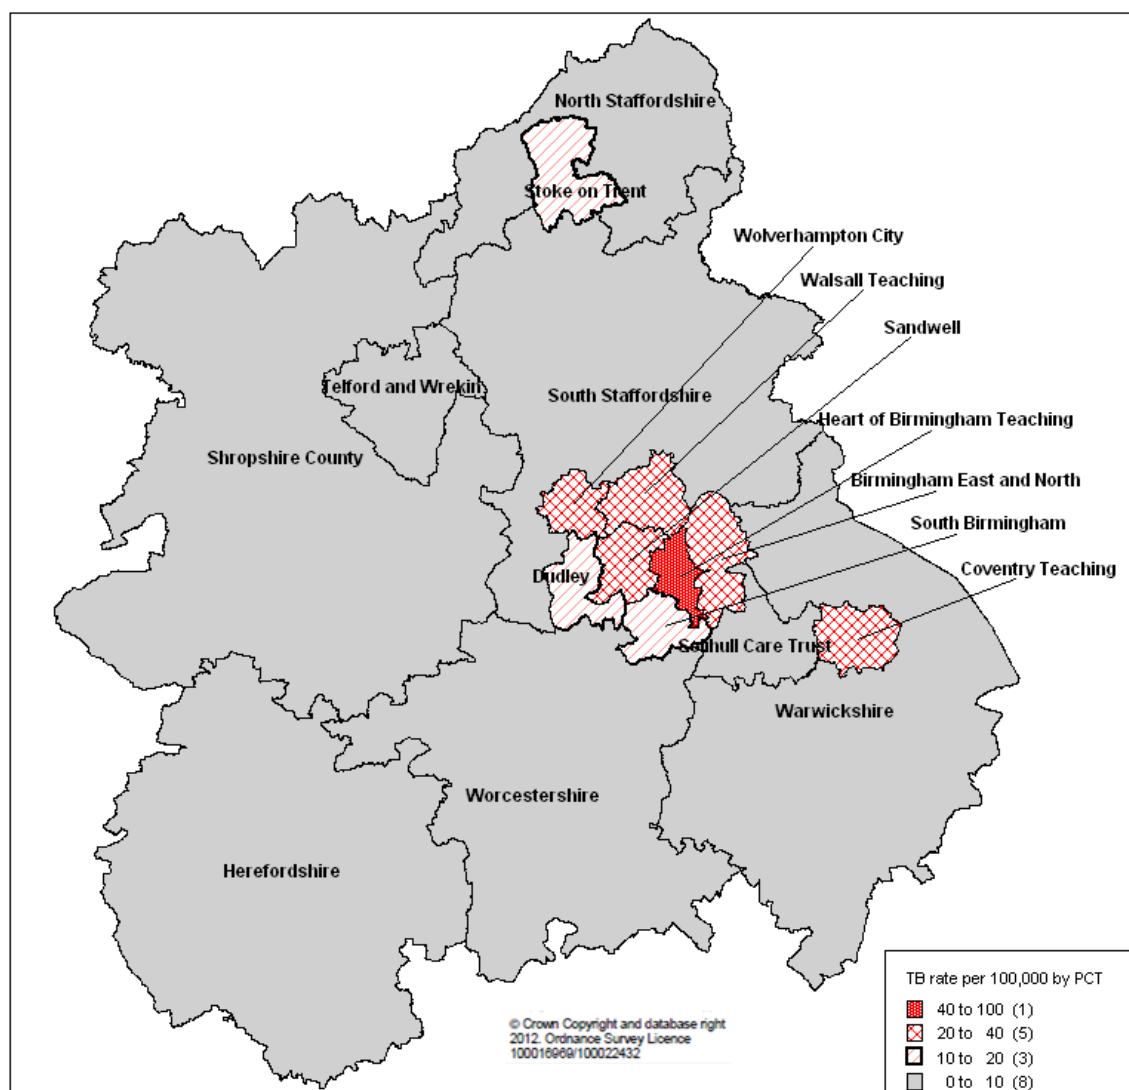 North Staffordshire
Stoke on Trent
Wolverhampton City
Walsall Teaching
Sandwell
Telford and Wrekin
South Staffordshire
Heart of Birmingham Teaching
Shropshire County
Birmingham East and North
South Birmingham
Coventry Teaching
Dudley
Solihull Care Trust
Warwickshire
Worcestershire
Herefordshire
TB rate per 100,000 by PCT
40 to 100 (1)
20 to 40 (5)
10 to 20 (3)
0 to 10 (8)
© Crown Copyright and database right
2012. Ordnance Survey Licence
100016969/100022432